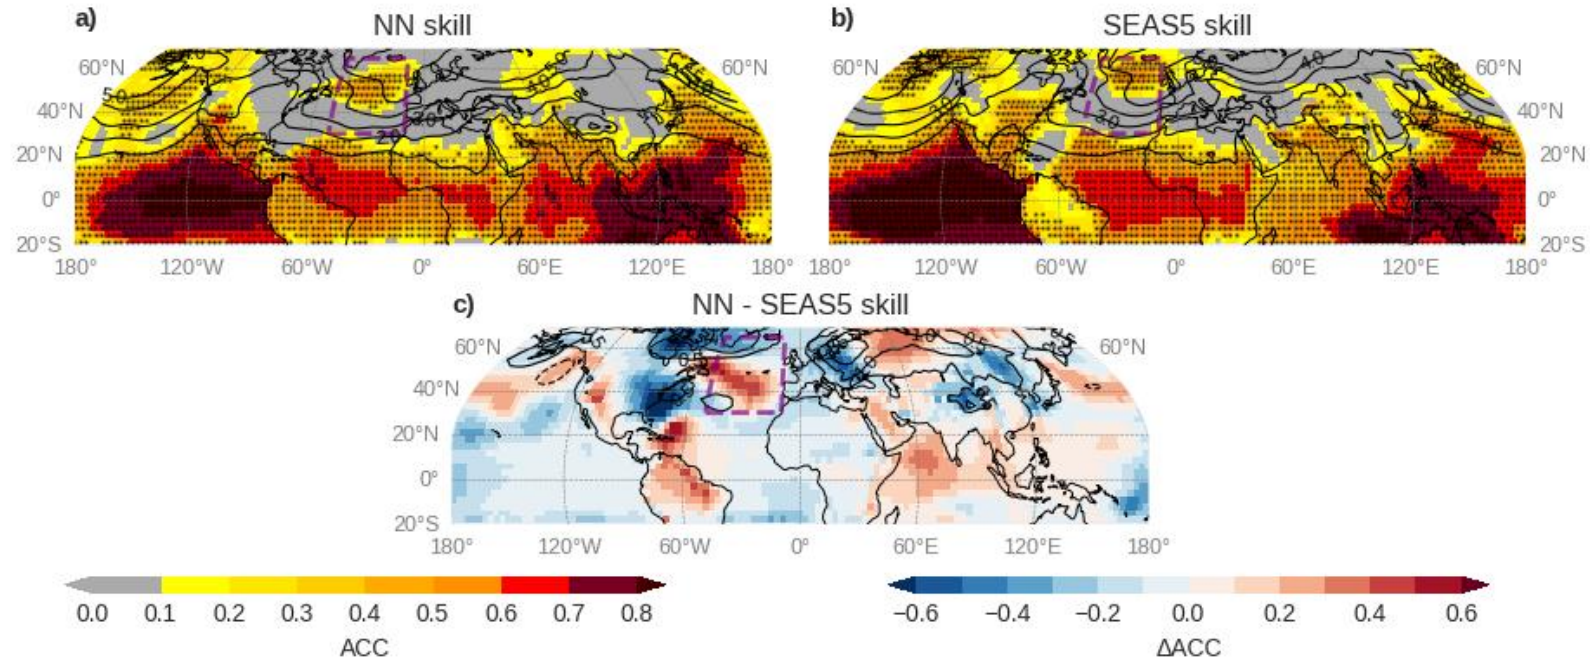 a) NN skill
b) SEAS5 skill
60°N 60°N
40°N 40°N
20°N 20°N
0° 0°
20°S 20°S
180° 120°W 60°W 0° 60°E 120°E 180°
180° 120°W 60°W 0° 60°E 120°E 180°
c) NN - SEAS5 skill
60°N 60°N
40°N 40°N
20°N 20°N
0° 0°
20°S 20°S
180° 120°W 60°W 0° 60°E 120°E 180°
0.0 0.1 0.2 0.3 0.4 0.5 0.6 0.7 0.8
ACC
−0.6 −0.4 −0.2 0.0 0.2 0.4 0.6
ΔACC